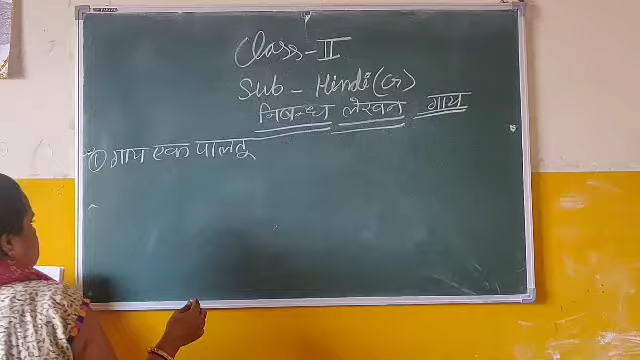 Class-II
Sub - Hindi (G)
निबन्ध लेखन गाय
① गाय एक पालतू